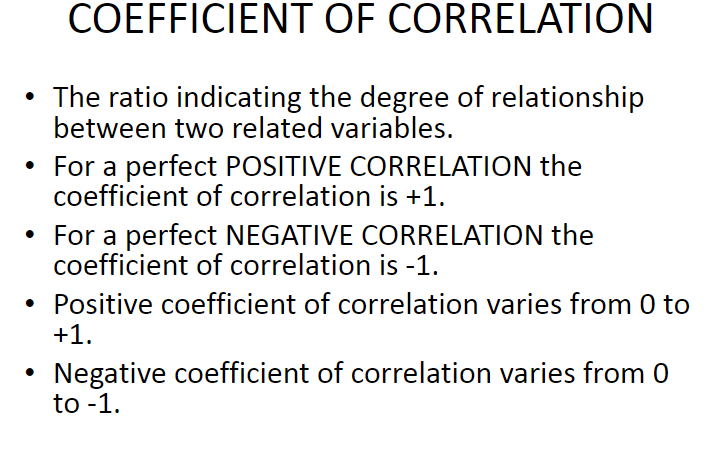 COEFFICIENT OF CORRELATION
• The ratio indicating the degree of relationship
between two related variables.
• For a perfect POSITIVE CORRELATION the
coefficient of correlation is +1.
• For a perfect NEGATIVE CORRELATION the
coefficient of correlation is -1.
• Positive coefficient of correlation varies from 0 to
+1.
• Negative coefficient of correlation varies from 0
to -1.